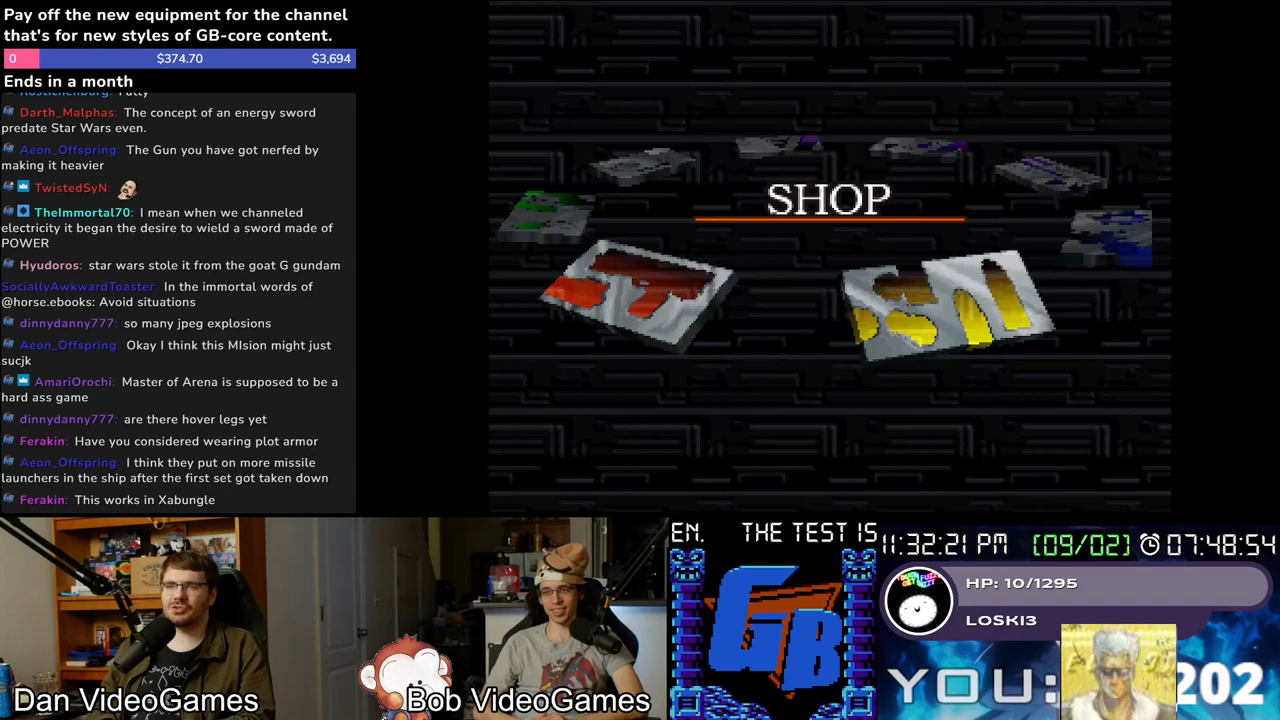 Pay off the new equipment for the channel
that's for new styles of GB-core content.
0 $374.70 $3,694
Ends in a month
Darth_Malphas: The concept of an energy sword
predate Star Wars even.
Aeon_Offspring: The Gun you have got nerfed by
making it heavier
TwistedSyN:
TheImmortal70: I mean when we channeled
electricity it began the desire to wield a sword made of
POWER
Hyudoros: star wars stole it from the goat G gundam
SociallyAwkwardToaster: In the immortal words of
@horse.ebooks: Avoid situations
dinnydanny777: so many jpeg explosions
Aeon_Offspring: Okay I think this MIsion might just
sucjk
AmariOrochi: Master of Arena is supposed to be a
hard ass game
dinnydanny777: are there hover legs yet
Ferakin: Have you considered wearing plot armor
Aeon_Offspring: I think they put on more missile
launchers in the ship after the first set got taken down
Ferakin: This works in Xabungle
SHOP
Dan VideoGames
Bob VideoGames
EN. THE TEST IS
GB
11:32:21 PM [09/02] 07:48:54
HP: 10/1295
LOSKI3
YOU:
202